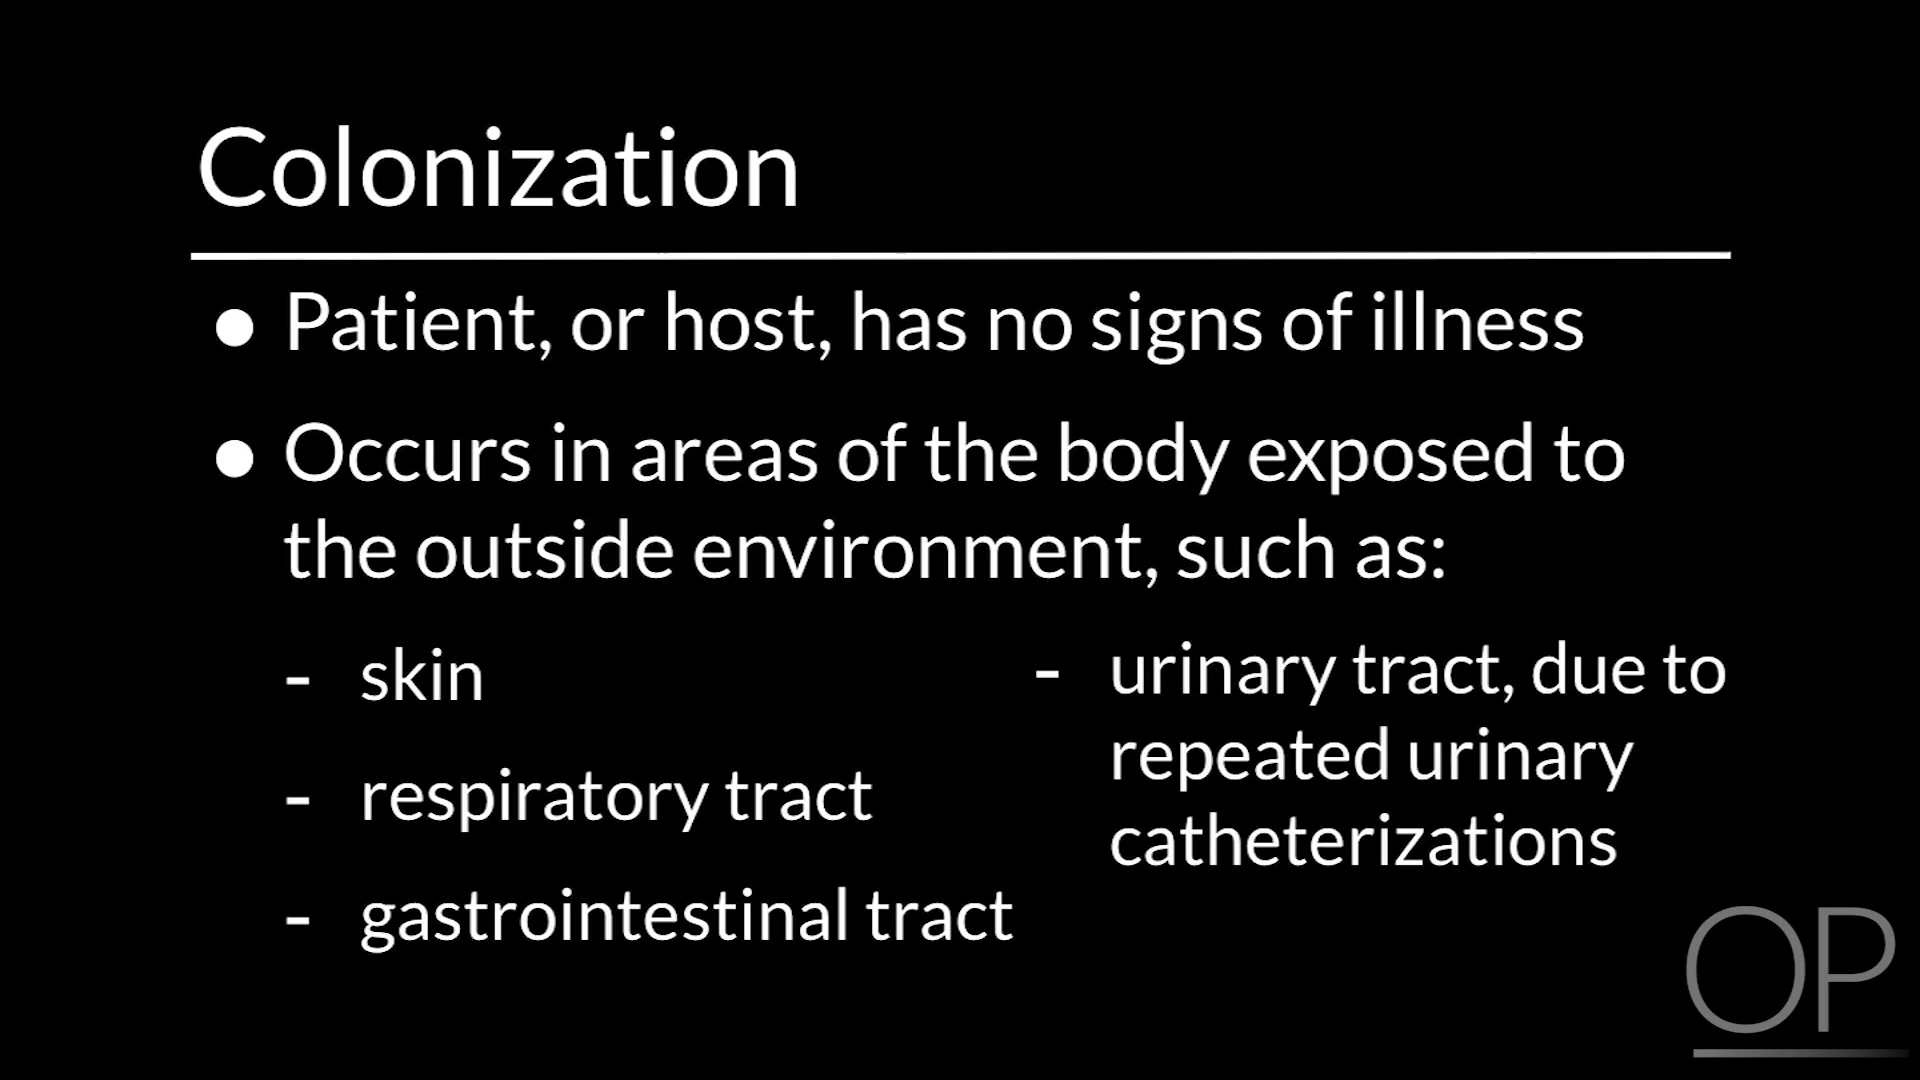 Colonization
● Patient, or host, has no signs of illness
● Occurs in areas of the body exposed to
the outside environment, such as:
- skin
- respiratory tract
- gastrointestinal tract
- urinary tract, due to
repeated urinary
catheterizations
OP